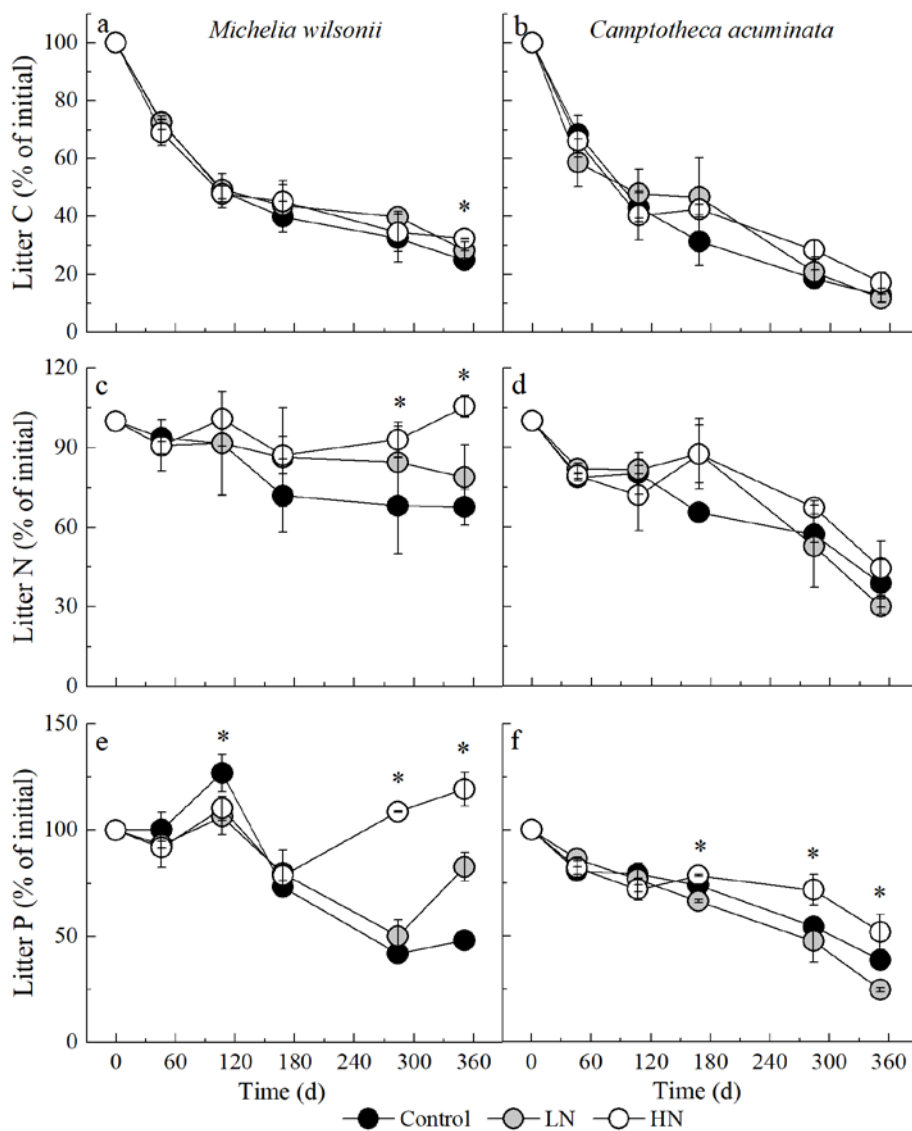 a Michelia wilsonii
b Camptotheca acuminata
Litter C (% of initial)
100
80
60
40
20
0
*
c
d
Litter N (% of initial)
120
90
60
30
0
* *
e
f
Litter P (% of initial)
150
100
50
0
* * *
* * *
0 60 120 180 240 300 360
0 60 120 180 240 300 360
Time (d)
Time (d)
Control LN HN